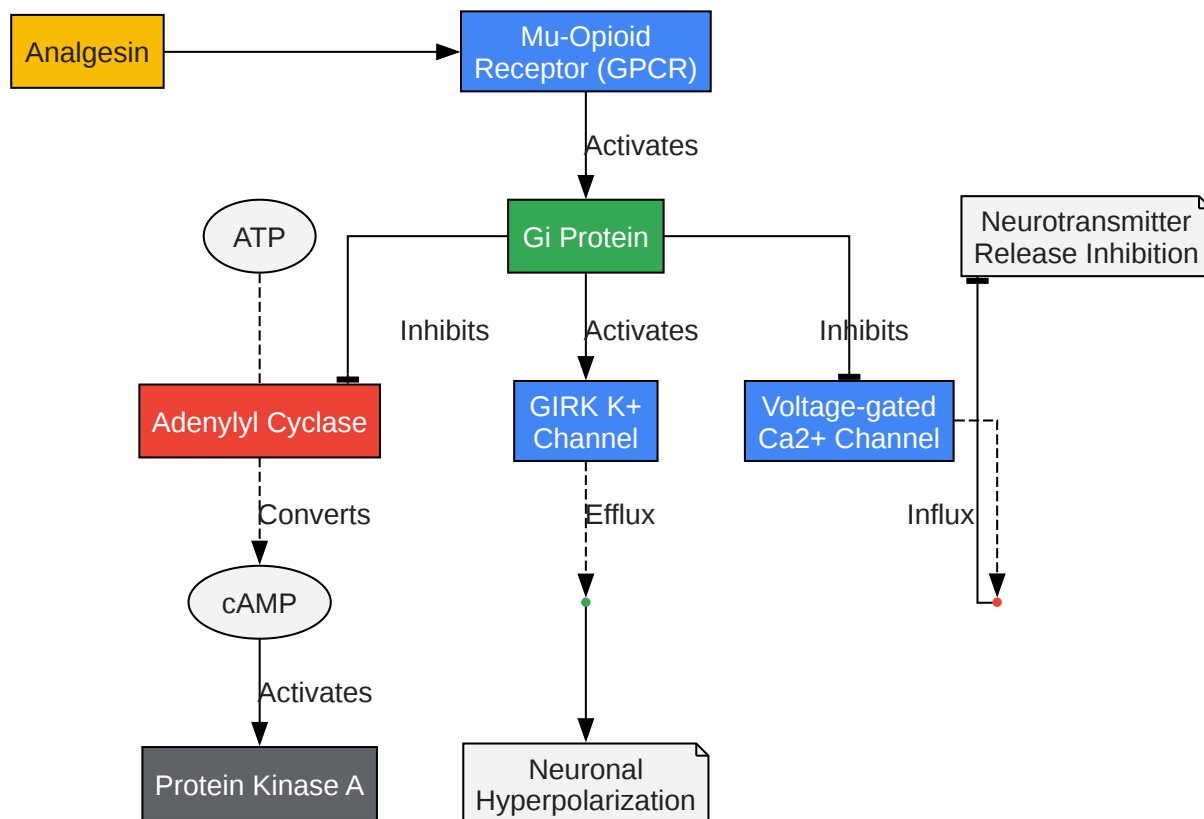 Analgesin
Mu-Opioid
Receptor (GPCR)
Activates
ATP
Gi Protein
Neurotransmitter
Release Inhibition
Inhibits
Activates
Inhibits
Adenylyl Cyclase
GIRK K+
Channel
Voltage-gated
Ca2+ Channel
Converts
Efflux
Influx
cAMP
Activates
Protein Kinase A
Neuronal
Hyperpolarization